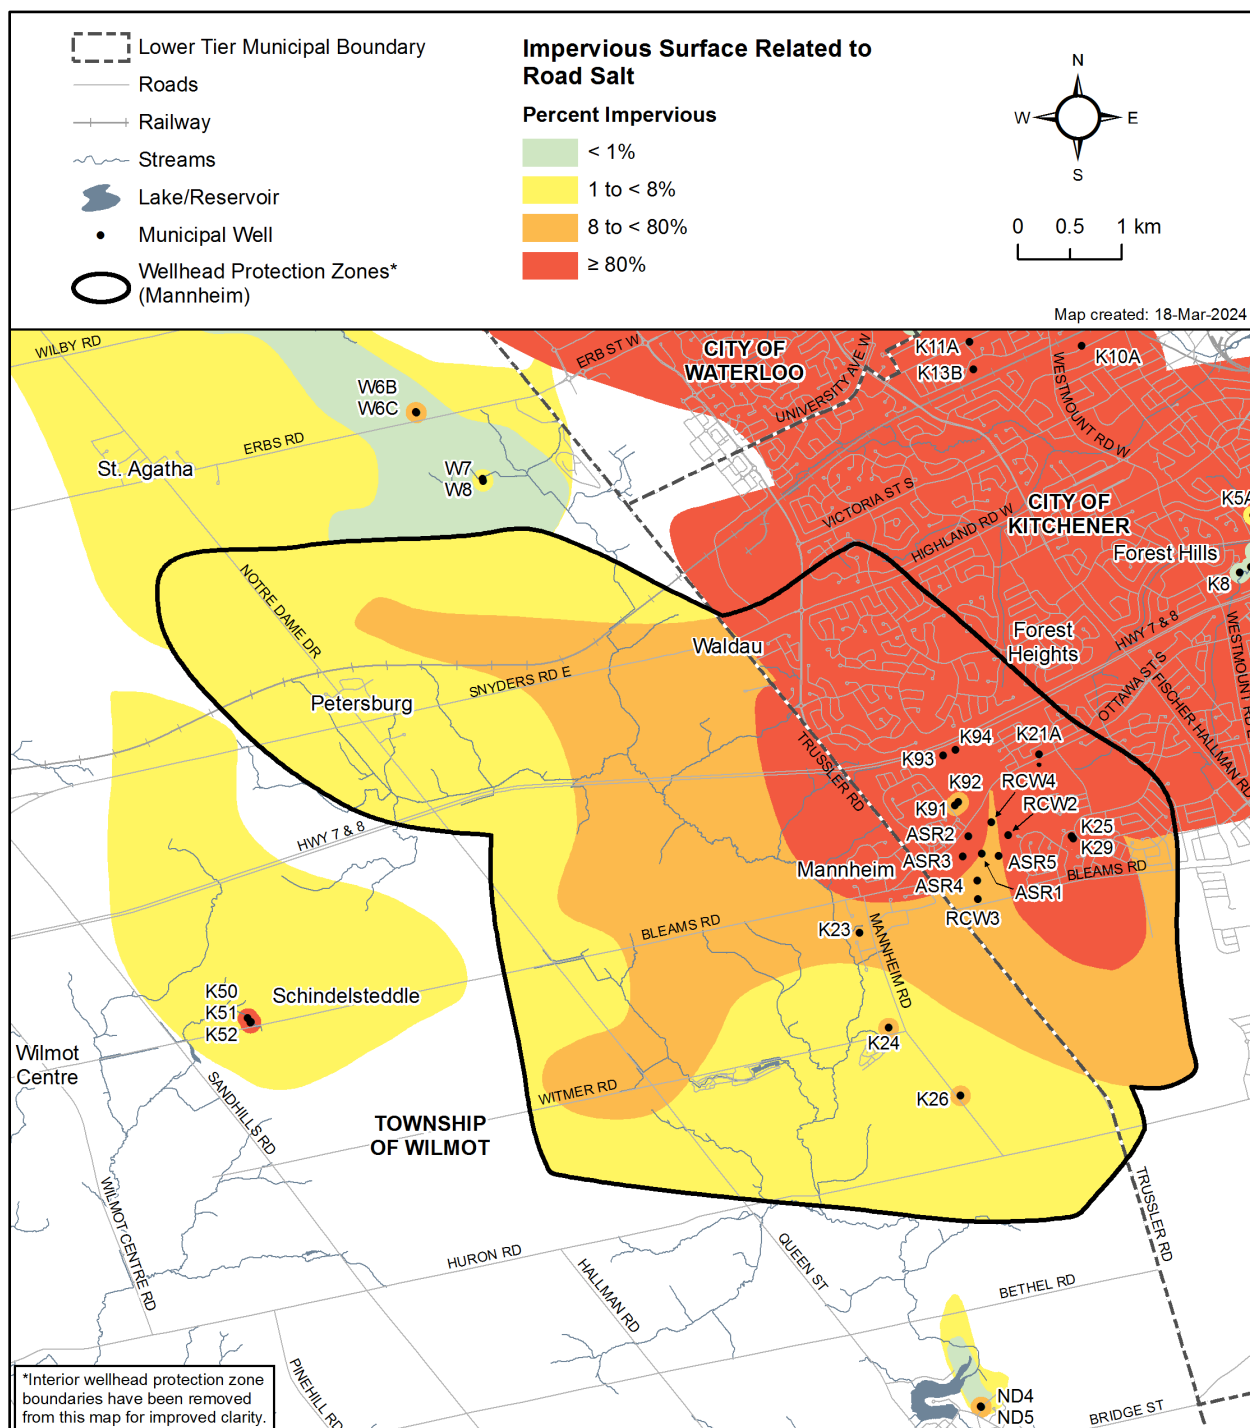 Lower Tier Municipal Boundary
Roads
Railway
Streams
Lake/Reservoir
Municipal Well
Wellhead Protection Zones*
(Mannheim)
Impervious Surface Related to
Road Salt
Percent Impervious
< 1%
1 to < 8%
8 to < 80%
≥ 80%
N
W
E
S
0 0.5 1 km
Map created: 18-Mar-2024
WILBY RD
ERB ST W
CITY OF
WATERLOO
UNIVERSITY AVE W
K11A
K13B
K10A
WESTMOUNT RD W
W6B
W6C
ERBS RD
St. Agatha
W7
W8
VICTORIA ST S
HIGHLAND RD W
CITY OF
KITCHENER
K5A
Forest Hills
K8
NOTRE DAME DR
Waldau
Forest
Heights
HWY 7 & 8
WESTMOUNT RD E
OTTAWA ST S
FISCHER HALLMAN RD
SNYDERS RD E
Petersburg
TRUSSLER RD
K94
K93
K21A
K92
K91
RCW4
RCW2
HWY 7 & 8
ASR2
K25
K29
ASR3
ASR5
Mannheim
ASR4
ASR1
BLEAMS RD
RCW3
BLEAMS RD
K23
MANNHEIM RD
K50
K51
K52
Schindelsteddle
K24
Wilmot
Centre
SANDHILLS RD
WITMER RD
K26
TOWNSHIP
OF WILMOT
WILMOT CENTRE RD
TRUSSLER RD
HURON RD
QUEEN ST
HALLMAN RD
BETHEL RD
PINEHILL RD
ND4
ND5
BRIDGE ST
*Interior wellhead protection zone
boundaries have been removed
from this map for improved clarity.